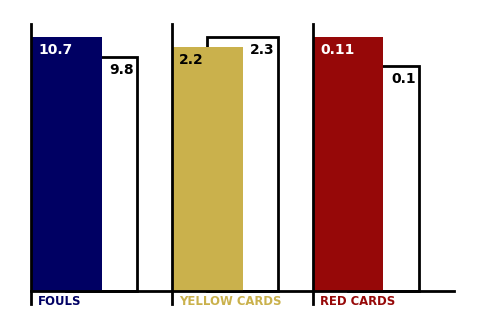 10.7
9.8
2.2
2.3
0.11
0.1
FOULS
YELLOW CARDS
RED CARDS